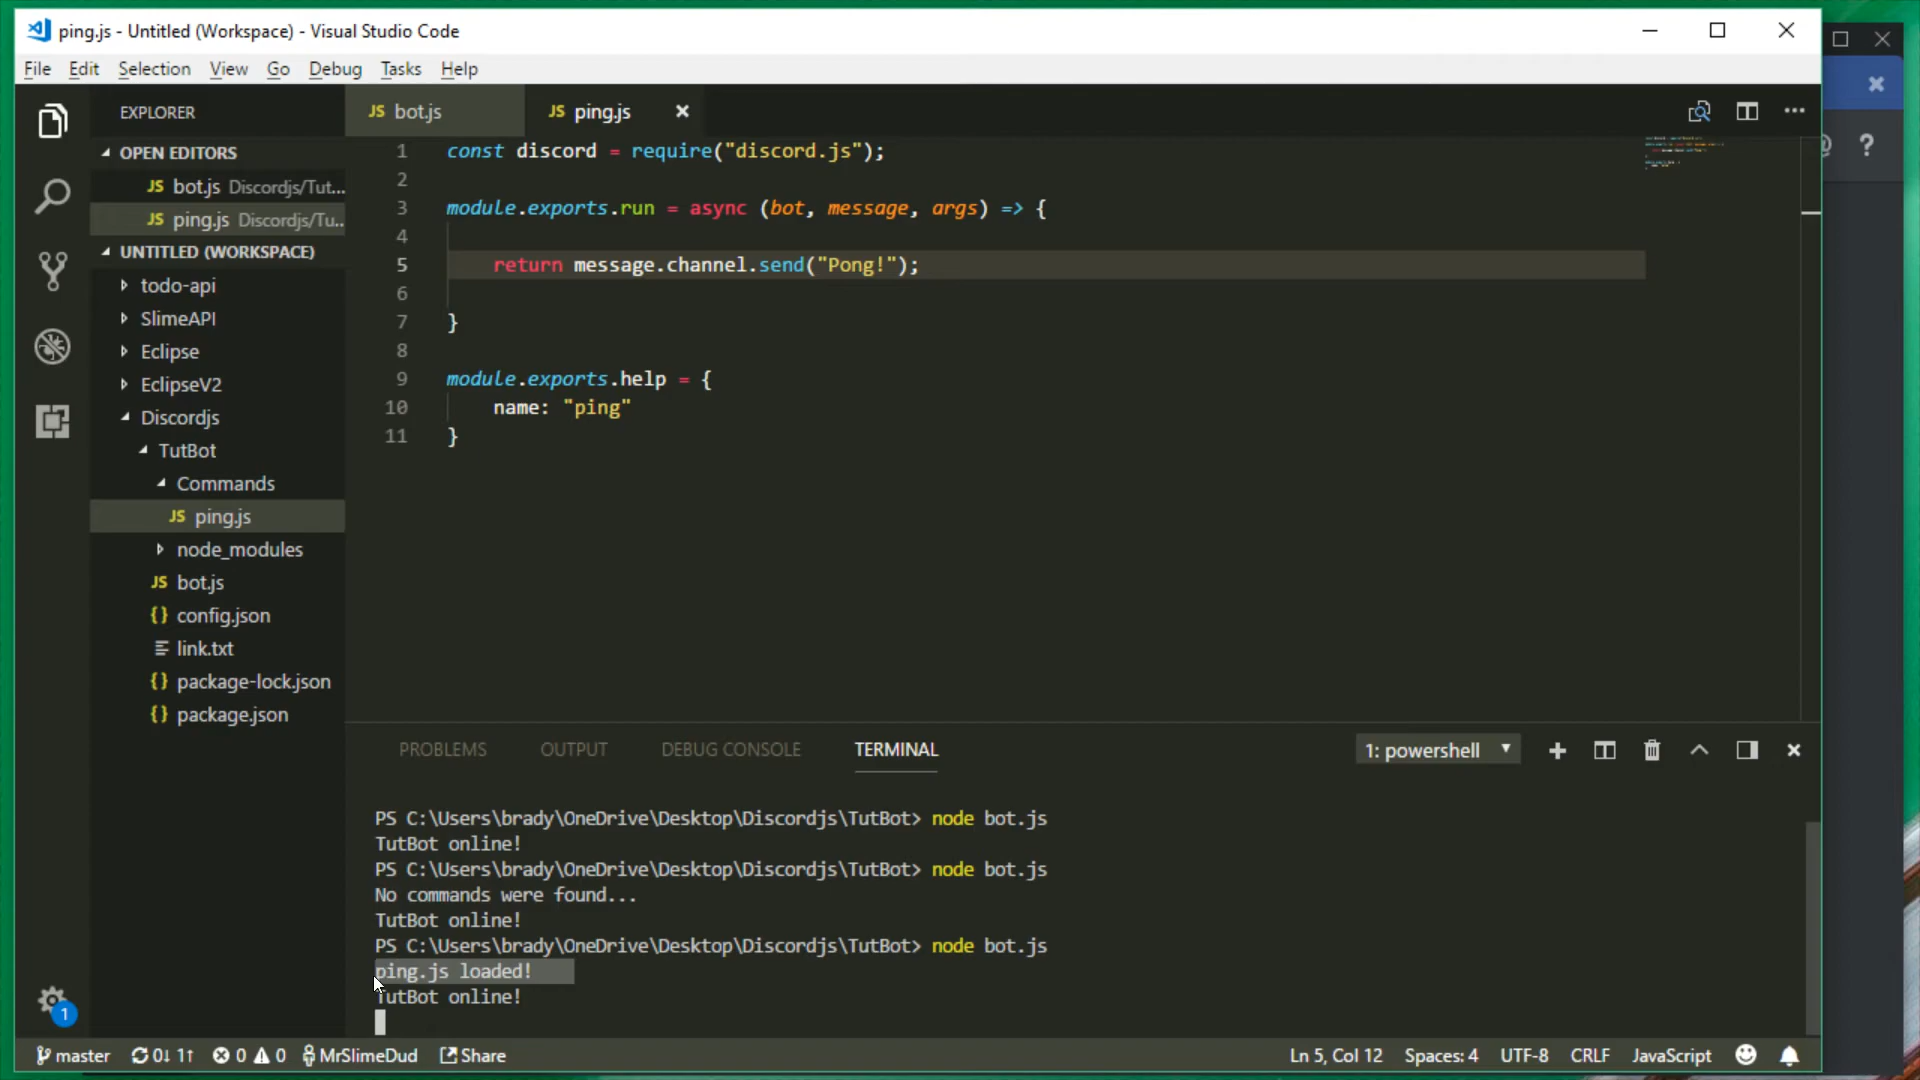 ping.js - Untitled (Workspace) - Visual Studio Code
File Edit Selection View Go Debug Tasks Help
EXPLORER
JS bot.js
JS ping.js
OPEN EDITORS
JS bot.js Discordjs/Tut...
JS ping.js Discordjs/Tu...
UNTITLED (WORKSPACE)
todo-api
SlimeAPI
Eclipse
EclipseV2
Discordjs
TutBot
Commands
JS ping.js
node_modules
JS bot.js
{} config.json
link.txt
{} package-lock.json
{} package.json
1 const discord = require("discord.js");
2
3 module.exports.run = async (bot, message, args) => {
4
5 return message.channel.send("Pong!");
6
7 }
8
9 module.exports.help = {
10 name: "ping"
11 }
PROBLEMS OUTPUT DEBUG CONSOLE TERMINAL
1: powershell
PS C:\Users\brady\OneDrive\Desktop\Discordjs\TutBot> node bot.js
TutBot online!
PS C:\Users\brady\OneDrive\Desktop\Discordjs\TutBot> node bot.js
No commands were found...
TutBot online!
PS C:\Users\brady\OneDrive\Desktop\Discordjs\TutBot> node bot.js
ping.js loaded!
TutBot online!
1
master 0↓ 1↑ 0 0 MrSlimeDud Share
Ln 5, Col 12 Spaces: 4 UTF-8 CRLF JavaScript